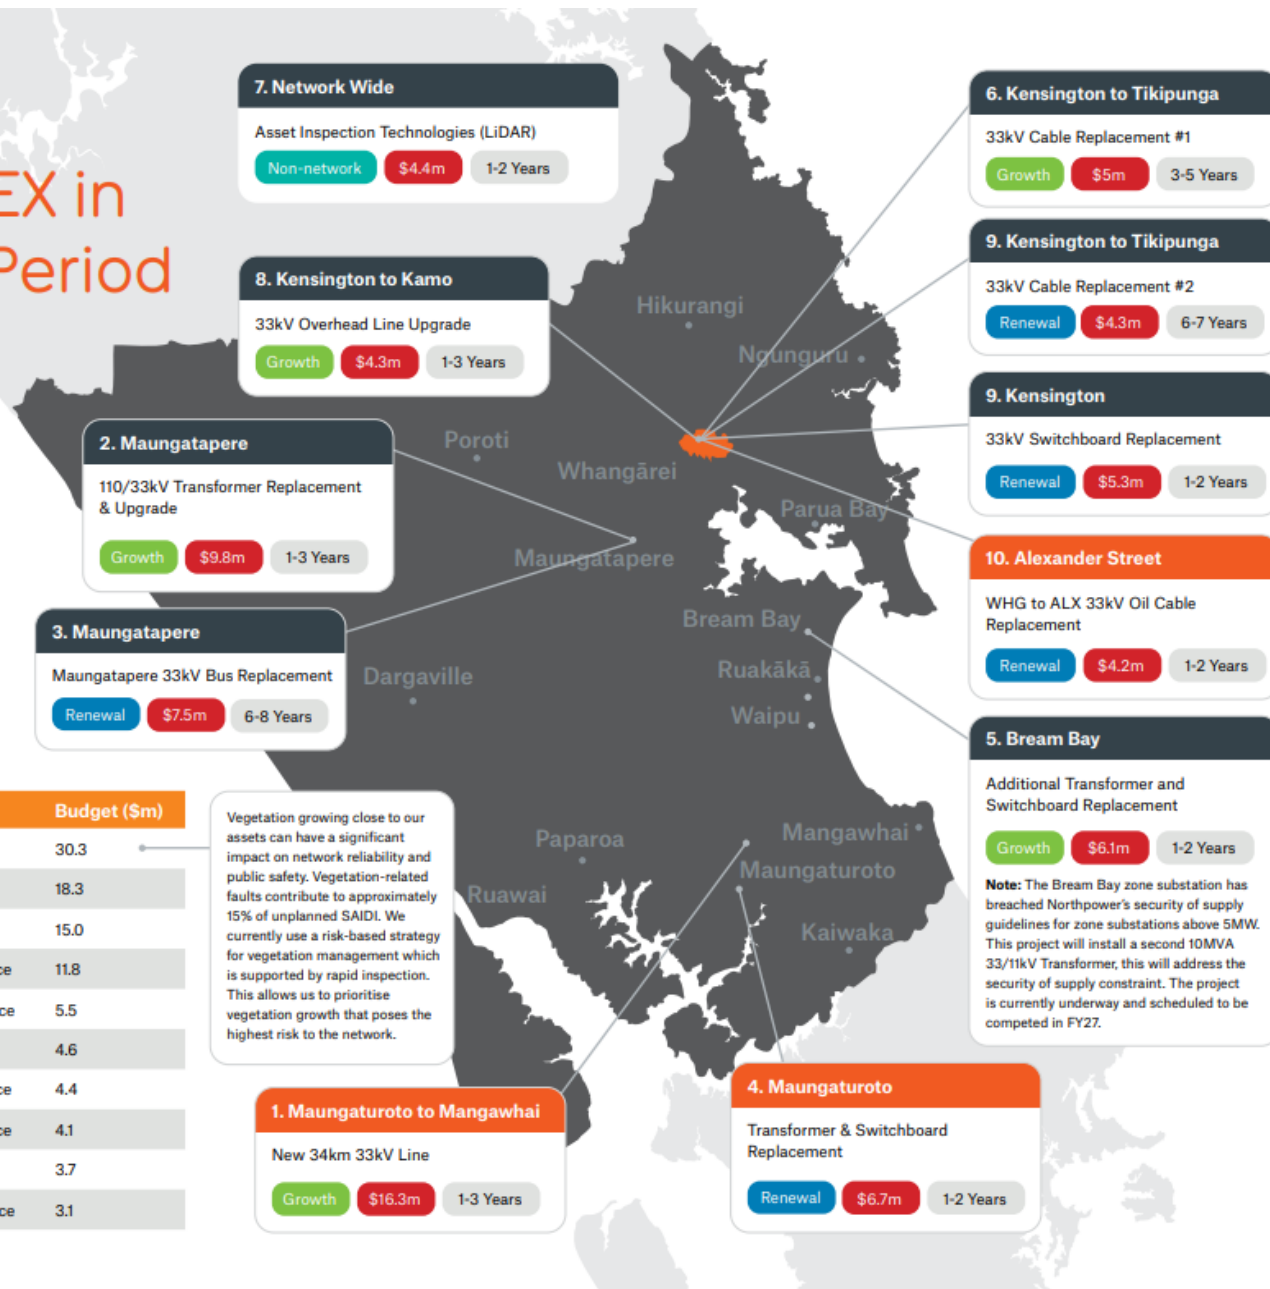 EX in
Period
7. Network Wide
Asset Inspection Technologies (LiDAR)
Non-network $4.4m 1-2 Years
8. Kensington to Kamo
33kV Overhead Line Upgrade
Growth $4.3m 1-3 Years
2. Maungatapere
110/33kV Transformer Replacement
& Upgrade
Growth $9.8m 1-3 Years
3. Maungatapere
Maungatapere 33kV Bus Replacement
Renewal $7.5m 6-8 Years
6. Kensington to Tikipunga
33kV Cable Replacement #1
Growth $5m 3-5 Years
9. Kensington to Tikipunga
33kV Cable Replacement #2
Renewal $4.3m 6-7 Years
9. Kensington
33kV Switchboard Replacement
Renewal $5.3m 1-2 Years
10. Alexander Street
WHG to ALX 33kV Oil Cable
Replacement
Renewal $4.2m 1-2 Years
5. Bream Bay
Additional Transformer and
Switchboard Replacement
Growth $6.1m 1-2 Years
Note: The Bream Bay zone substation has
breached Northpower's security of supply
guidelines for zone substations above 5MW.
This project will install a second 10MVA
33/11kV Transformer, this will address the
security of supply constraint. The project
is currently underway and scheduled to be
competed in FY27.
Hikurangi
Ngunguru
Poroti
Whangārei
Parua Bay
Maungatapere
Bream Bay
Ruakākā
Dargaville
Waipu
Mangawhai
Paparoa
Maungaturoto
Ruawai
Kaiwaka
Budget ($m)
30.3
18.3
15.0
ce 11.8
ce 5.5
4.6
ce 4.4
ce 4.1
3.7
ce 3.1
Vegetation growing close to our
assets can have a significant
impact on network reliability and
public safety. Vegetation-related
faults contribute to approximately
15% of unplanned SAIDI. We
currently use a risk-based strategy
for vegetation management which
is supported by rapid inspection.
This allows us to prioritise
vegetation growth that poses the
highest risk to the network.
1. Maungaturoto to Mangawhai
New 34km 33kV Line
Growth $16.3m 1-3 Years
4. Maungaturoto
Transformer & Switchboard
Replacement
Renewal $6.7m 1-2 Years